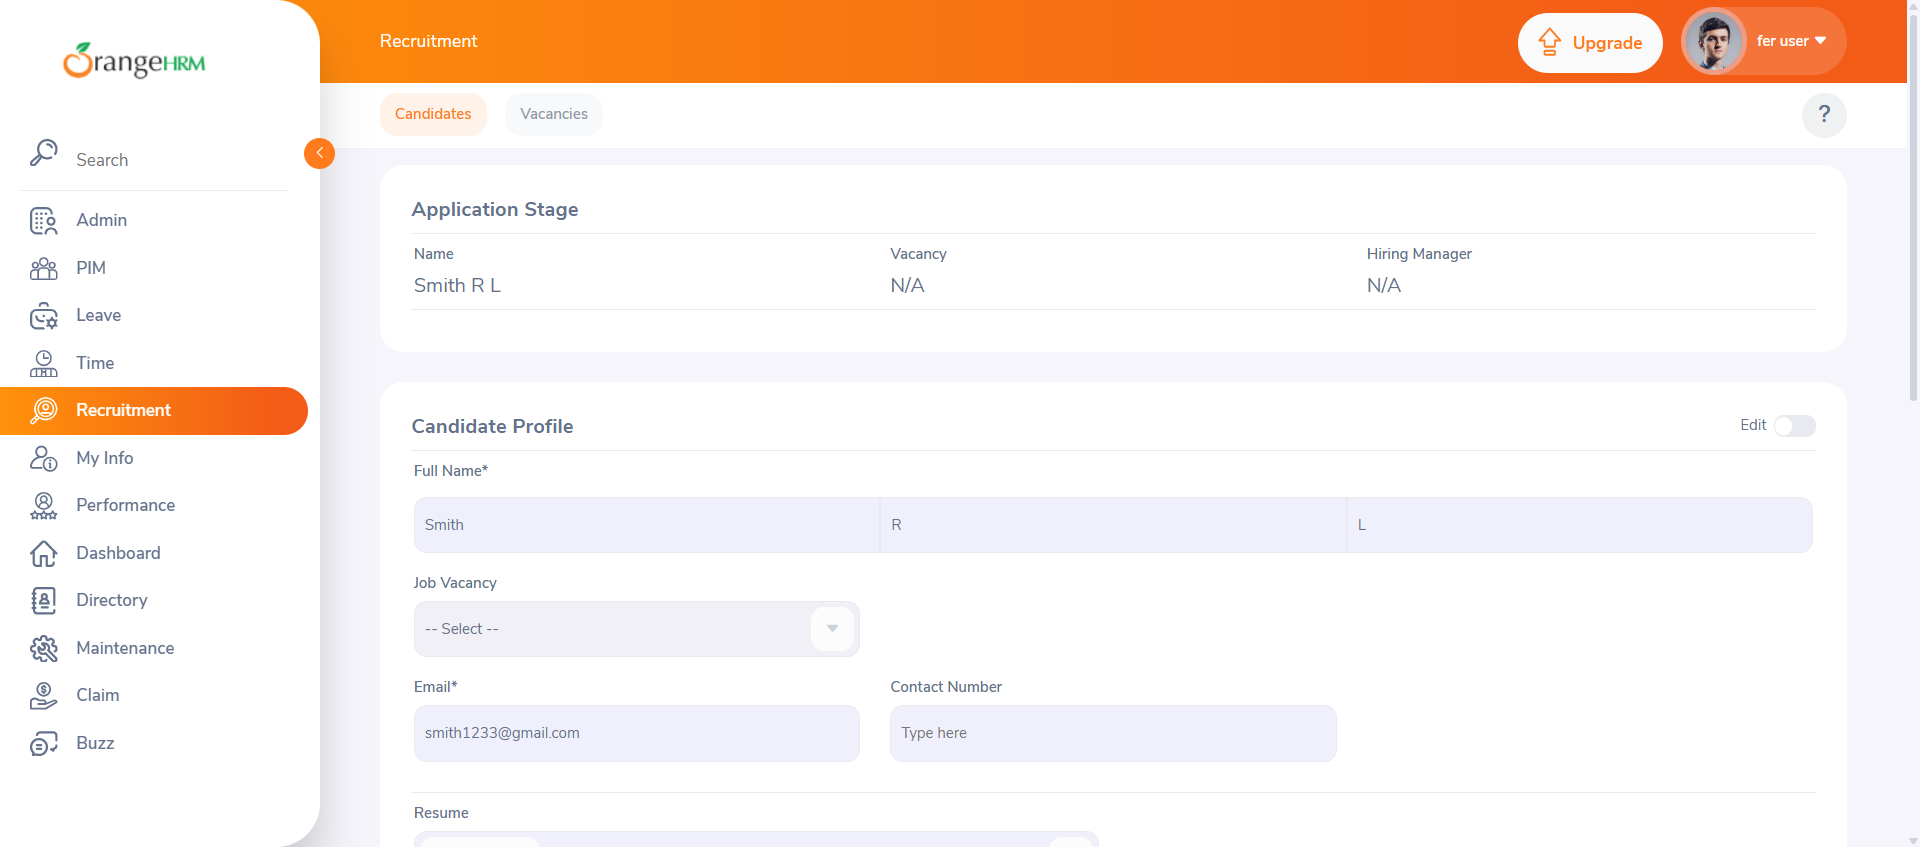 OrangeHRM
Search
Admin
PIM
Leave
Time
Recruitment
My Info
Performance
Dashboard
Directory
Maintenance
Claim
Buzz
Recruitment
Upgrade
fer user
Candidates
Vacancies
?
Application Stage
Name Vacancy Hiring Manager
Smith R L N/A N/A
Candidate Profile
Edit
Full Name*
Smith R L
Job Vacancy
-- Select --
Email* Contact Number
smith1233@gmail.com Type here
Resume